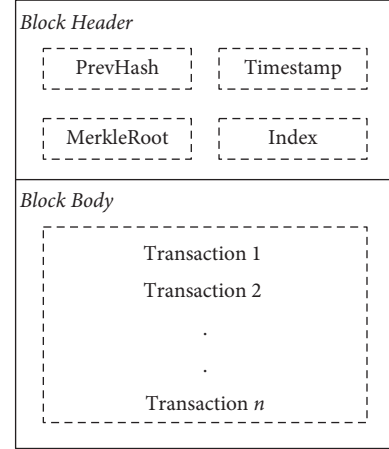 Block Header
PrevHash Timestamp
MerkleRoot Index
Block Body
Transaction 1
Transaction 2
.
.
Transaction n